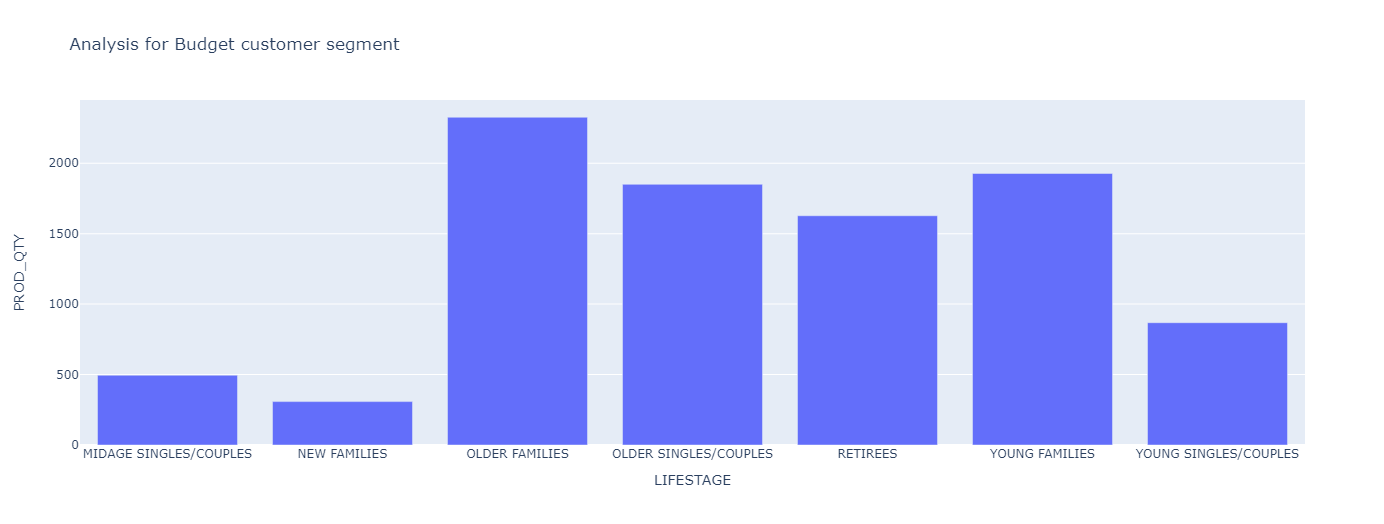 Analysis for Budget customer segment
PROD_QTY
2000
1500
1000
500
0
MIDAGE SINGLES/COUPLES
NEW FAMILIES
OLDER FAMILIES
OLDER SINGLES/COUPLES
RETIREES
YOUNG FAMILIES
YOUNG SINGLES/COUPLES
LIFESTAGE